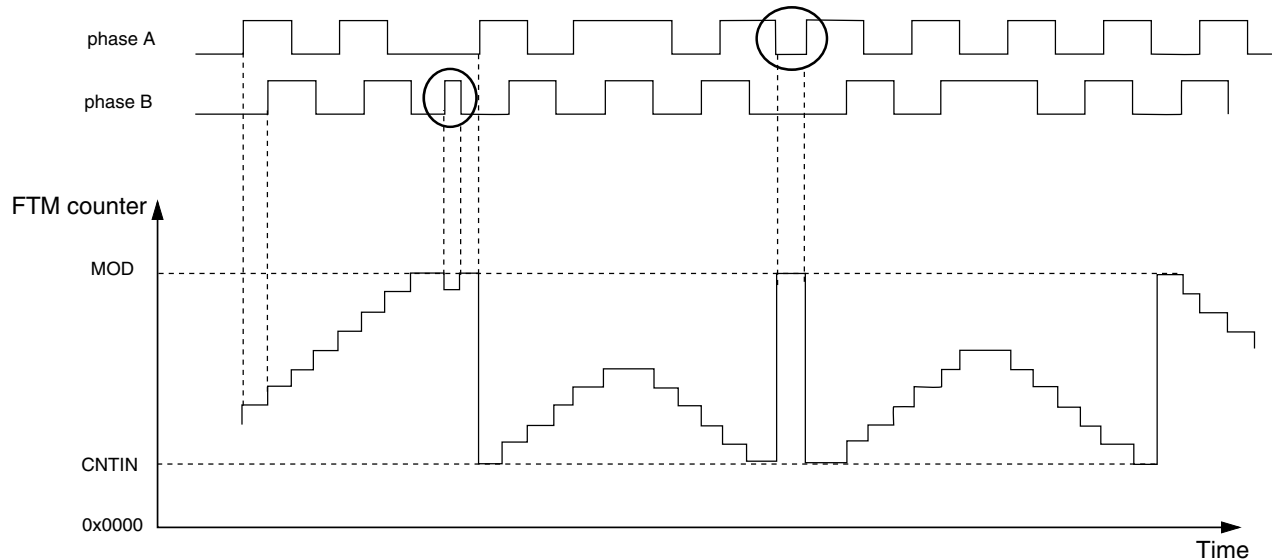 phase A
phase B
FTM counter
MOD
CNTIN
0x0000
Time